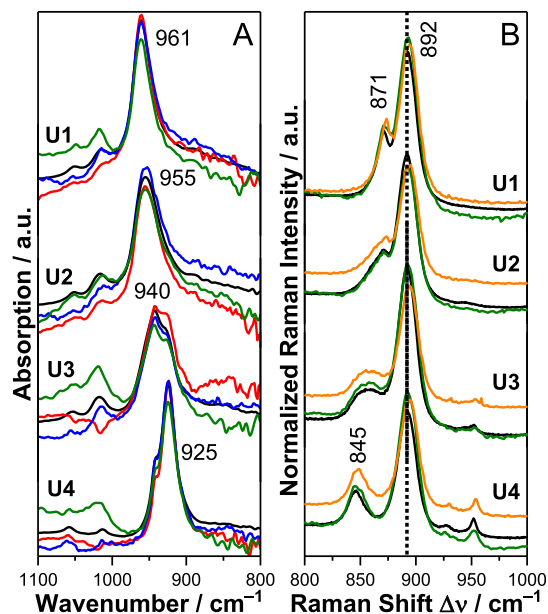 A
B
961
892
871
U1
U1
955
U2
U2
940
U3
U3
925
845
U4
U4
Absorption / a.u.
Normalized Raman Intensity / a.u.
1100 1000 900 800
800 850 900 950 1000
Wavenumber / cm⁻¹
Raman Shift Δν / cm⁻¹